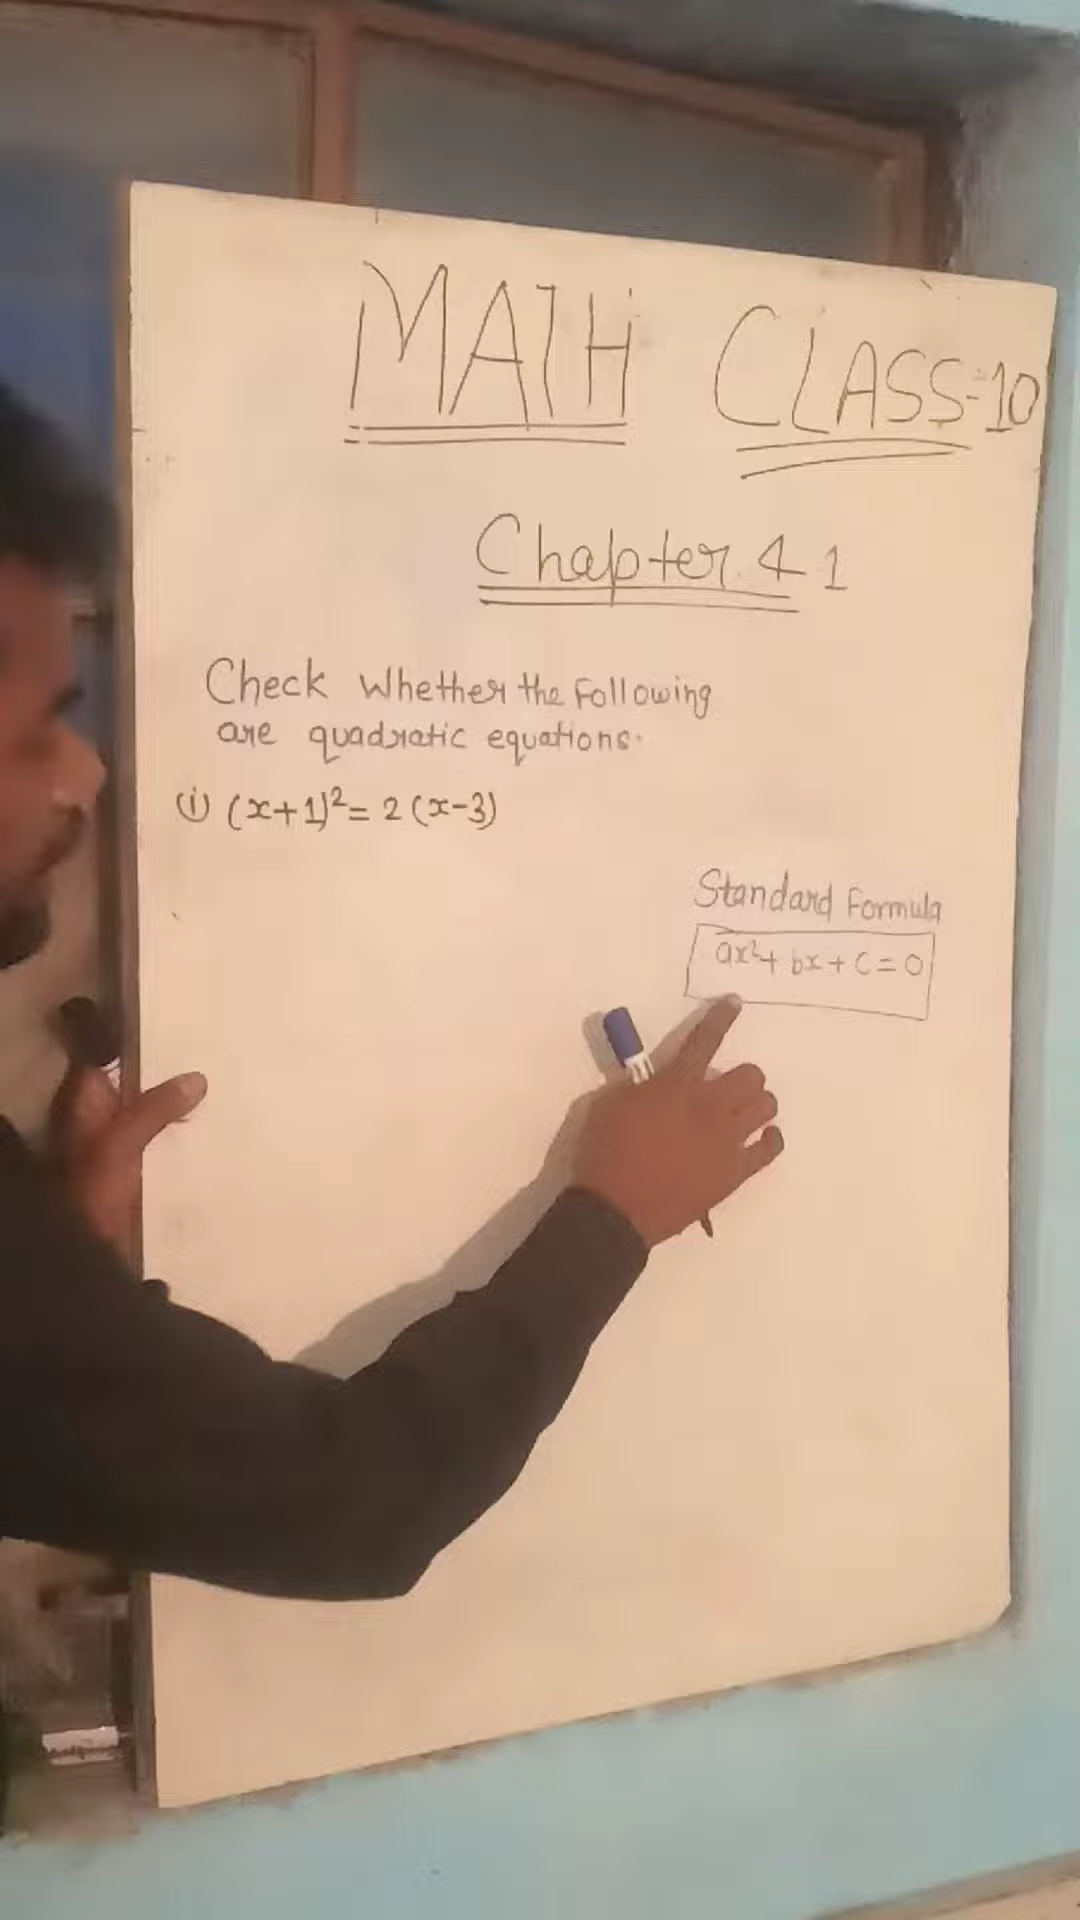 MATH CLASS-10
Chapter 4 1
Check Whether the Following
are quadratic equations.
(i) (x+1)²= 2 (x-3)
Standard Formula
ax²+ bx + C = 0